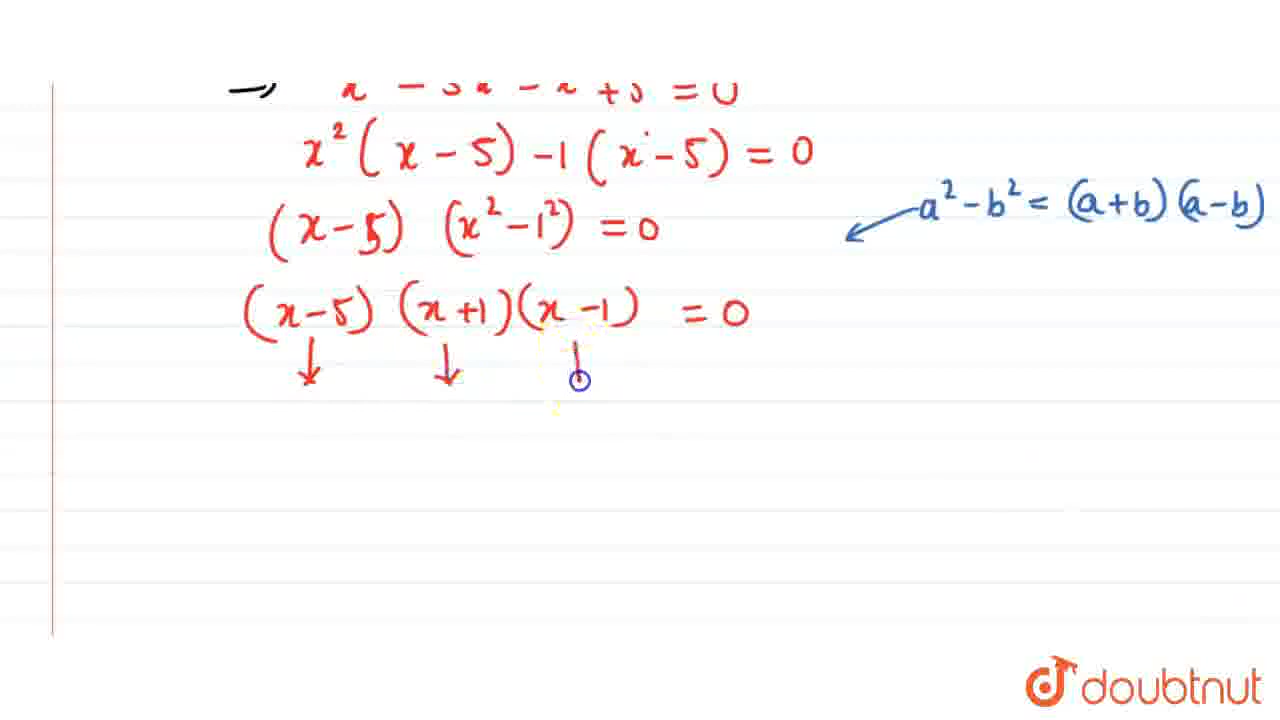 x² (x - 5) - 1 (x - 5) = 0
a² - b² = (a + b) (a - b)
(x - 5) (x² - 1²) = 0
(x - 5) (x + 1) (x - 1) = 0
doubtnut